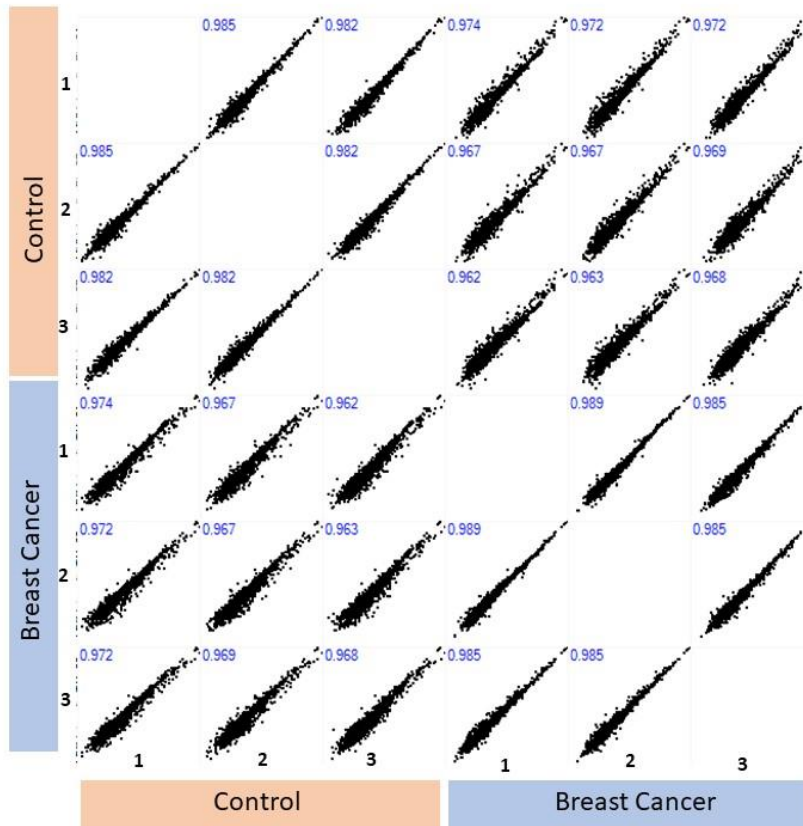 0.985 0.982 0.974 0.972 0.972
1
0.985 0.982 0.967 0.967 0.969
2
Control
0.982 0.982 0.962 0.963 0.968
3
0.974 0.967 0.962 0.989 0.985
1
0.972 0.967 0.963 0.989 0.985
2
Breast Cancer
0.972 0.969 0.968 0.985 0.985
3
1 2 3 1 2 3
Control Breast Cancer